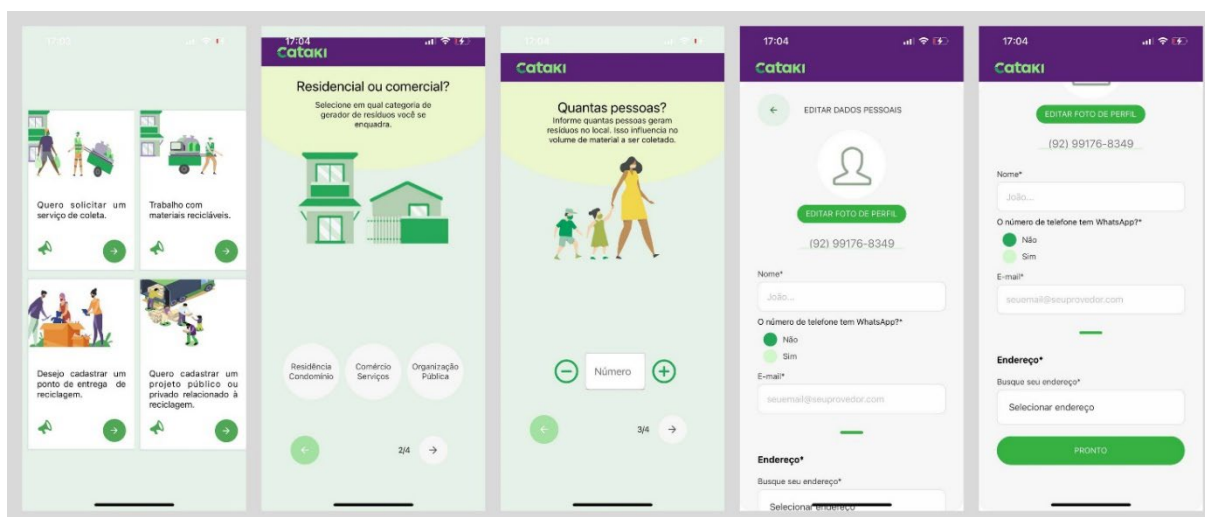 17:03
Quero solicitar um
serviço de coleta.
Trabalho com
materiais recicláveis.
Desejo cadastrar um
ponto de entrega de
reciclagem.
Quero cadastrar um
projeto público ou
privado relacionado à
reciclagem.
17:04
Cataki
Residencial ou comercial?
Selecione em qual categoria de
gerador de resíduos você se
enquadra.
Residência
Condomínio
Comércio
Serviços
Organização
Pública
2/4
17:04
Cataki
Quantas pessoas?
Informe quantas pessoas geram
resíduos no local. Isso influencia no
volume de material a ser coletado.
Número
3/4
17:04
Cataki
EDITAR DADOS PESSOAIS
EDITAR FOTO DE PERFIL
(92) 99176-8349
Nome*
João...
O número de telefone tem WhatsApp?*
Não
Sim
E-mail*
seuemail@seuprovedor.com
Endereço*
Busque seu endereço*
Selecionar endereço
17:04
Cataki
EDITAR FOTO DE PERFIL
(92) 99176-8349
Nome*
João...
O número de telefone tem WhatsApp?*
Não
Sim
E-mail*
seuemail@seuprovedor.com
Endereço*
Busque seu endereço*
Selecionar endereço
PRONTO